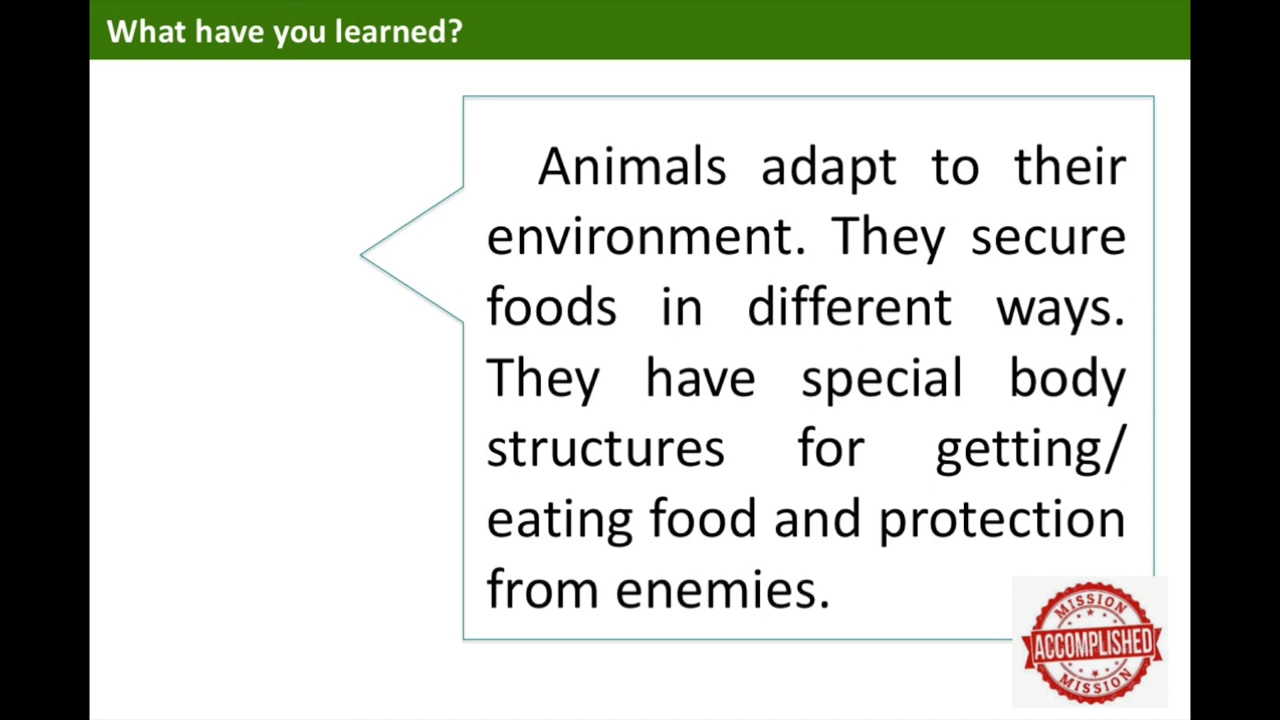 What have you learned?
Animals adapt to their
environment. They secure
foods in different ways.
They have special body
structures for getting/
eating food and protection
from enemies.
MISSION
ACCOMPLISHED
MISSION